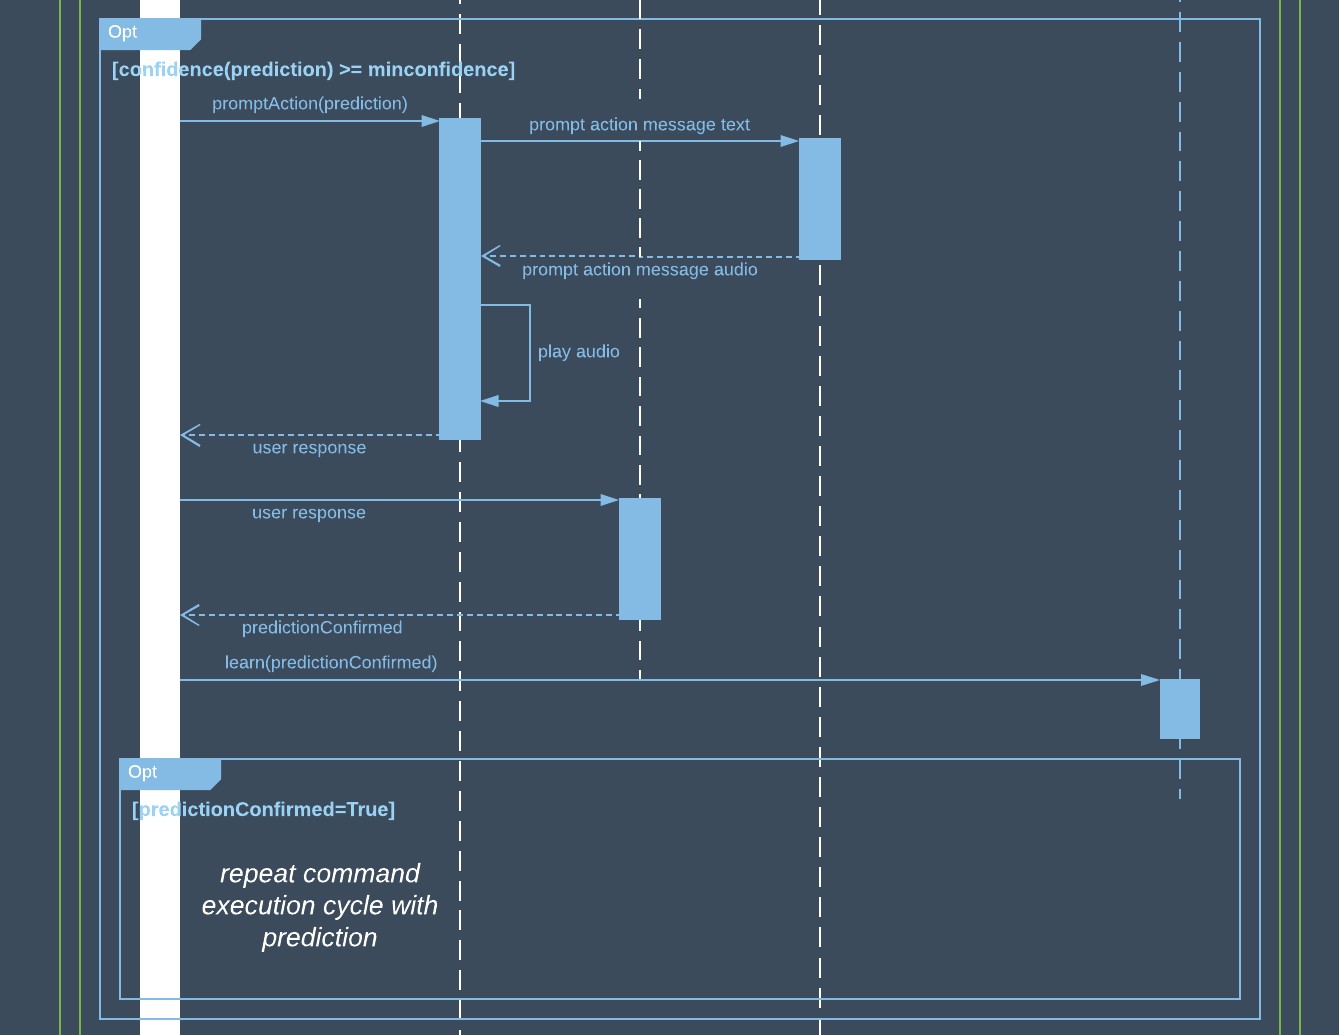 Opt
[confidence(prediction) >= minconfidence]
promptAction(prediction)
prompt action message text
prompt action message audio
play audio
user response
user response
predictionConfirmed
learn(predictionConfirmed)
Opt
[predictionConfirmed=True]
repeat command
execution cycle with
prediction